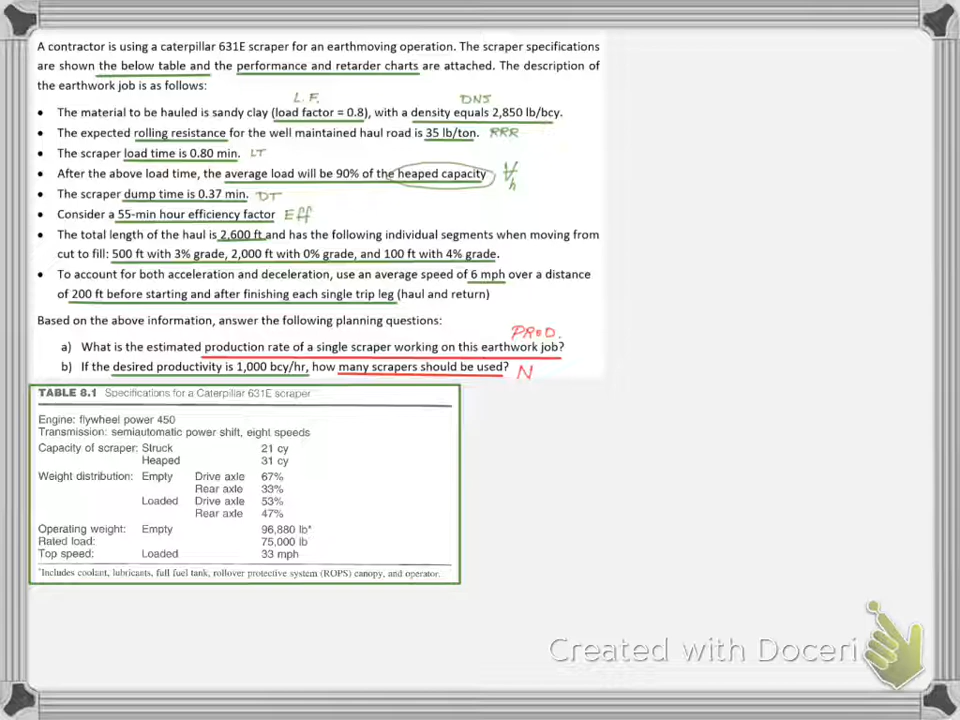 A contractor is using a caterpillar 631E scraper for an earthmoving operation. The scraper specifications
are shown the below table and the performance and retarder charts are attached. The description of
the earthwork job is as follows:
L.F. DNS
• The material to be hauled is sandy clay (load factor = 0.8), with a density equals 2,850 lb/bcy.
• The expected rolling resistance for the well maintained haul road is 35 lb/ton. RRR
• The scraper load time is 0.80 min. LT
• After the above load time, the average load will be 90% of the heaped capacity
• The scraper dump time is 0.37 min. DT
• Consider a 55-min hour efficiency factor Eff
• The total length of the haul is 2,600 ft and has the following individual segments when moving from
cut to fill: 500 ft with 3% grade, 2,000 ft with 0% grade, and 100 ft with 4% grade.
• To account for both acceleration and deceleration, use an average speed of 6 mph over a distance
of 200 ft before starting and after finishing each single trip leg (haul and return)
Based on the above information, answer the following planning questions:
PROD.
a) What is the estimated production rate of a single scraper working on this earthwork job?
b) If the desired productivity is 1,000 bcy/hr, how many scrapers should be used? N
TABLE 8.1 Specifications for a Caterpillar 631E scraper
Engine: flywheel power 450
Transmission: semiautomatic power shift, eight speeds
Capacity of scraper: Struck 21 cy
Heaped 31 cy
Weight distribution: Empty Drive axle 67%
Rear axle 33%
Loaded Drive axle 53%
Rear axle 47%
Operating weight: Empty 96,880 lb*
Rated load: 75,000 lb
Top speed: Loaded 33 mph
*Includes coolant, lubricants, full fuel tank, rollover protective system (ROPS) canopy, and operator.
Created with Doceri